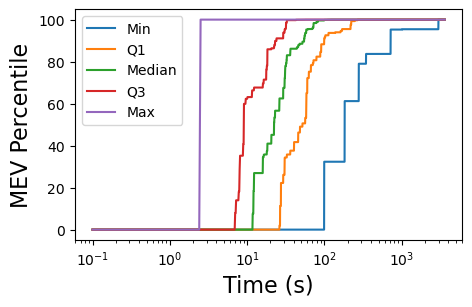 MEV Percentile
100
80
60
40
20
0
Min
Q1
Median
Q3
Max
10⁻¹ 10⁰ 10¹ 10² 10³
Time (s)